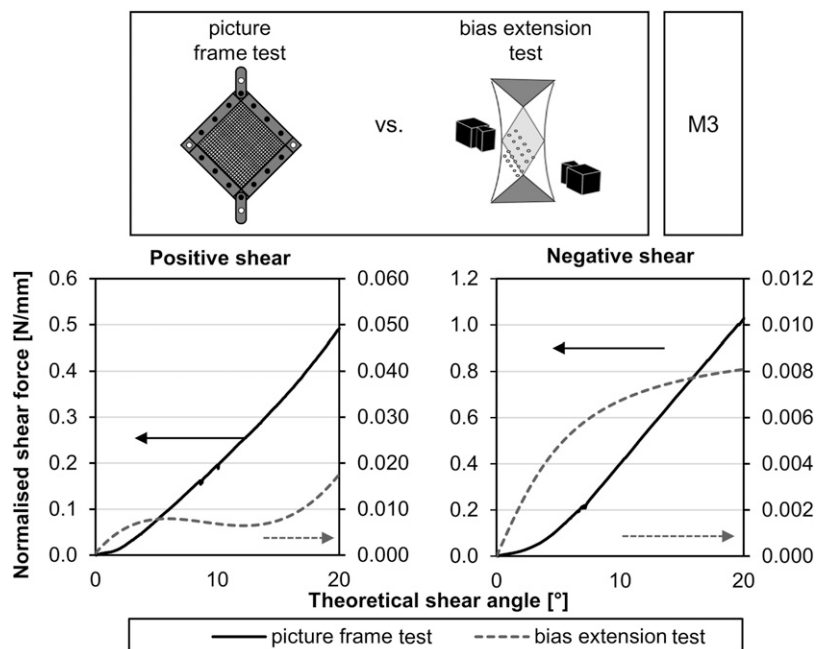 picture
frame test
vs.
bias extension
test
M3
Positive shear
Negative shear
Normalised shear force [N/mm]
0.6
0.5
0.4
0.3
0.2
0.1
0.0
0.060
0.050
0.040
0.030
0.020
0.010
0.000
1.2
1.0
0.8
0.6
0.4
0.2
0.0
0.012
0.010
0.008
0.006
0.004
0.002
0.000
0
10
20
0
10
20
Theoretical shear angle [°]
picture frame test
bias extension test